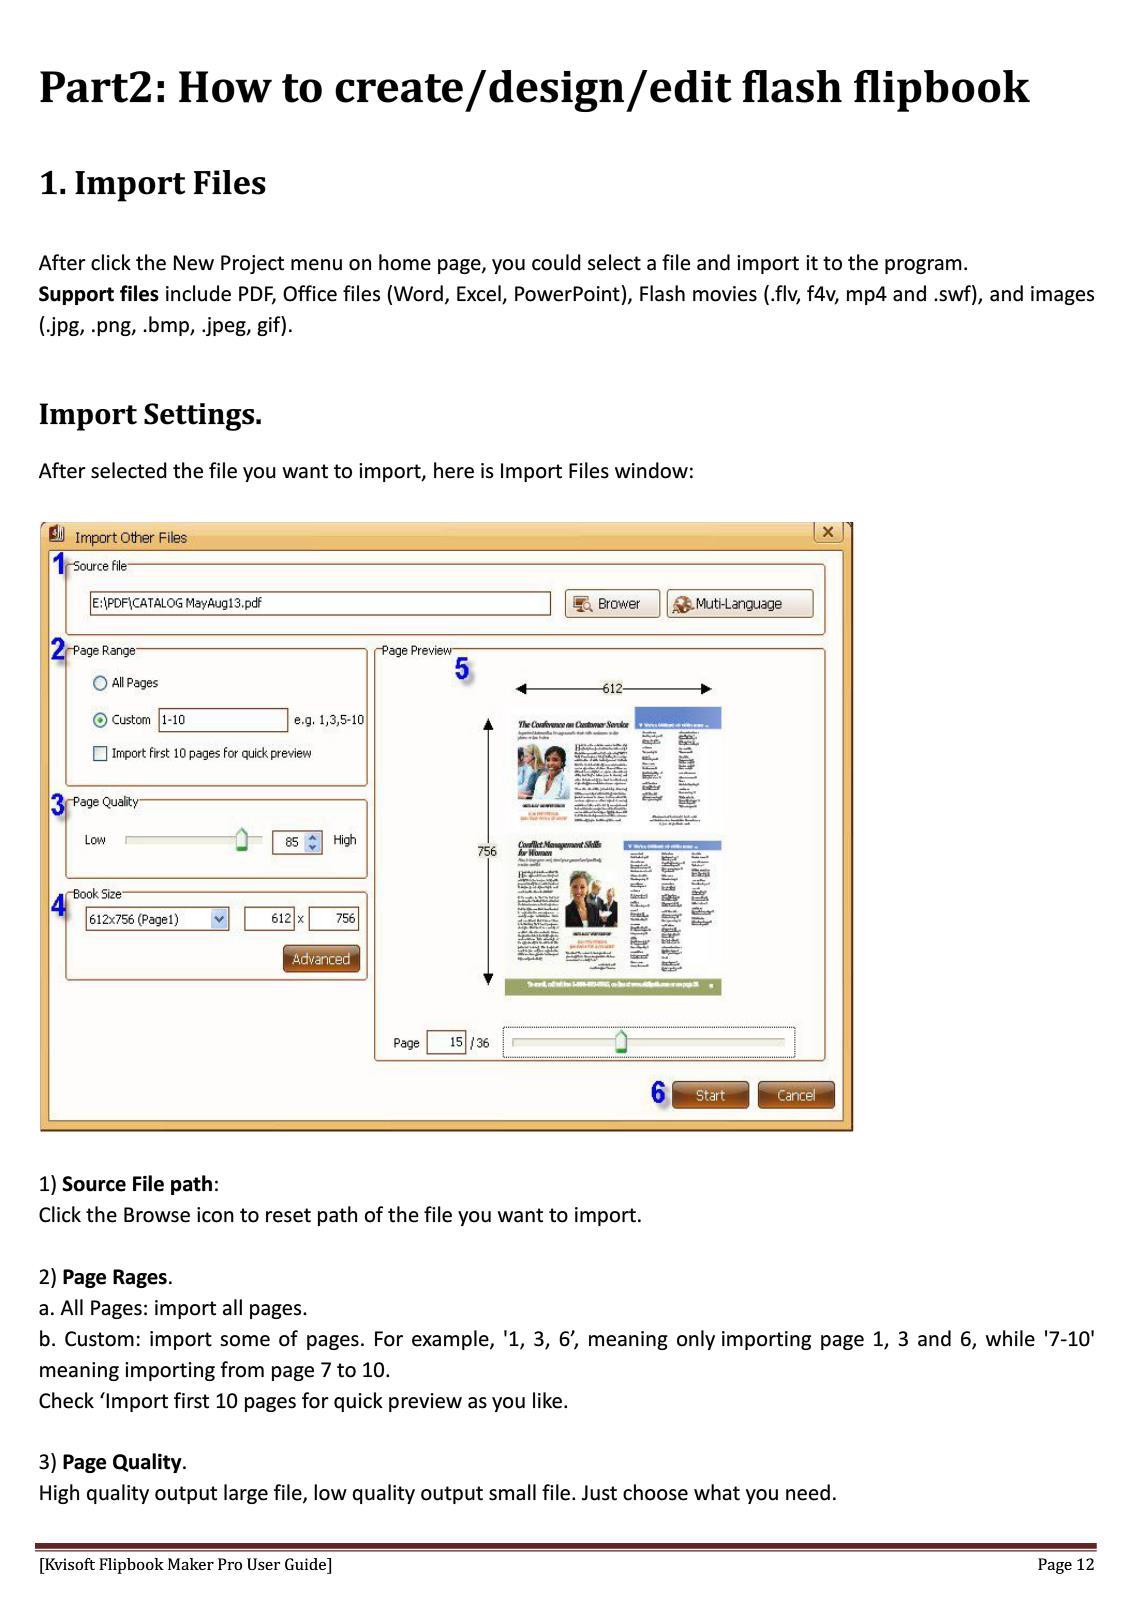 Part2: How to create/design/edit flash flipbook
1. Import Files
After click the New Project menu on home page, you could select a file and import it to the program.
Support files include PDF, Office files (Word, Excel, PowerPoint), Flash movies (.flv, f4v, mp4 and .swf), and images
(.jpg, .png, .bmp, .jpeg, gif).
Import Settings.
After selected the file you want to import, here is Import Files window:
Import Other Files
1
Source file
E:\PDF\CATALOG MayAug13.pdf
Brower
Muti-Language
2
Page Range
All Pages
Custom 1-10 e.g. 1,3,5-10
Import first 10 pages for quick preview
3
Page Quality
Low 85 High
4
Book Size
612x756 (Page1) 612 x 756
Advanced
Page Preview
5
612
756
The Conference on Customer Service
Conflict Management Skills
for Women
Page 15 / 36
6
Start
Cancel
1) Source File path:
Click the Browse icon to reset path of the file you want to import.
2) Page Rages.
a. All Pages: import all pages.
b. Custom: import some of pages. For example, '1, 3, 6’, meaning only importing page 1, 3 and 6, while '7-10'
meaning importing from page 7 to 10.
Check ‘Import first 10 pages for quick preview as you like.
3) Page Quality.
High quality output large file, low quality output small file. Just choose what you need.
[Kvisoft Flipbook Maker Pro User Guide]
Page 12